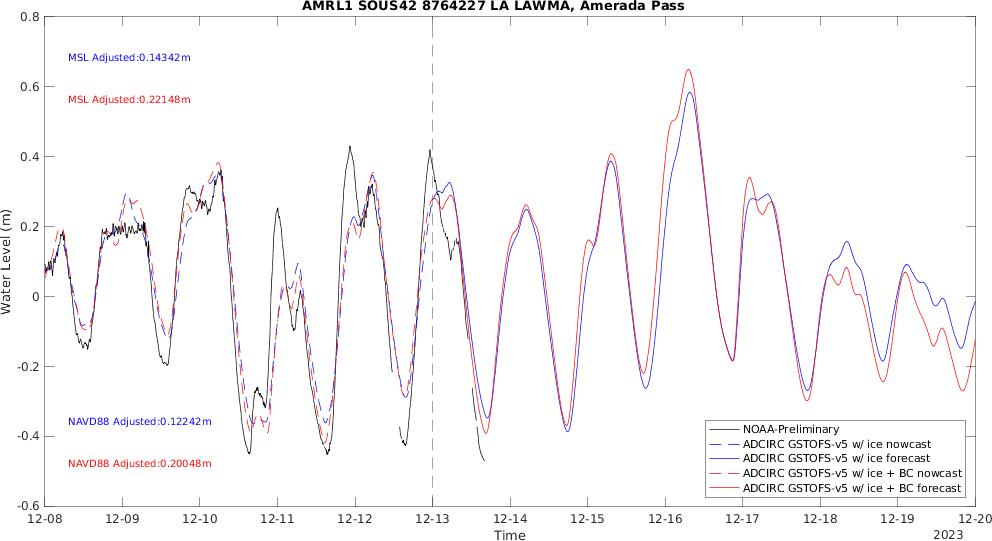 AMRL1 SOUS42 8764227 LA LAWMA, Amerada Pass
0.8
0.6
0.4
0.2
0
-0.2
-0.4
-0.6
Water Level (m)
MSL Adjusted:0.14342m
MSL Adjusted:0.22148m
NAVD88 Adjusted:0.12242m
NAVD88 Adjusted:0.20048m
NOAA-Preliminary
ADCIRC GSTOFS-v5 w/ ice nowcast
ADCIRC GSTOFS-v5 w/ ice forecast
ADCIRC GSTOFS-v5 w/ ice + BC nowcast
ADCIRC GSTOFS-v5 w/ ice + BC forecast
12-08 12-09 12-10 12-11 12-12 12-13 12-14 12-15 12-16 12-17 12-18 12-19 12-20
Time
2023